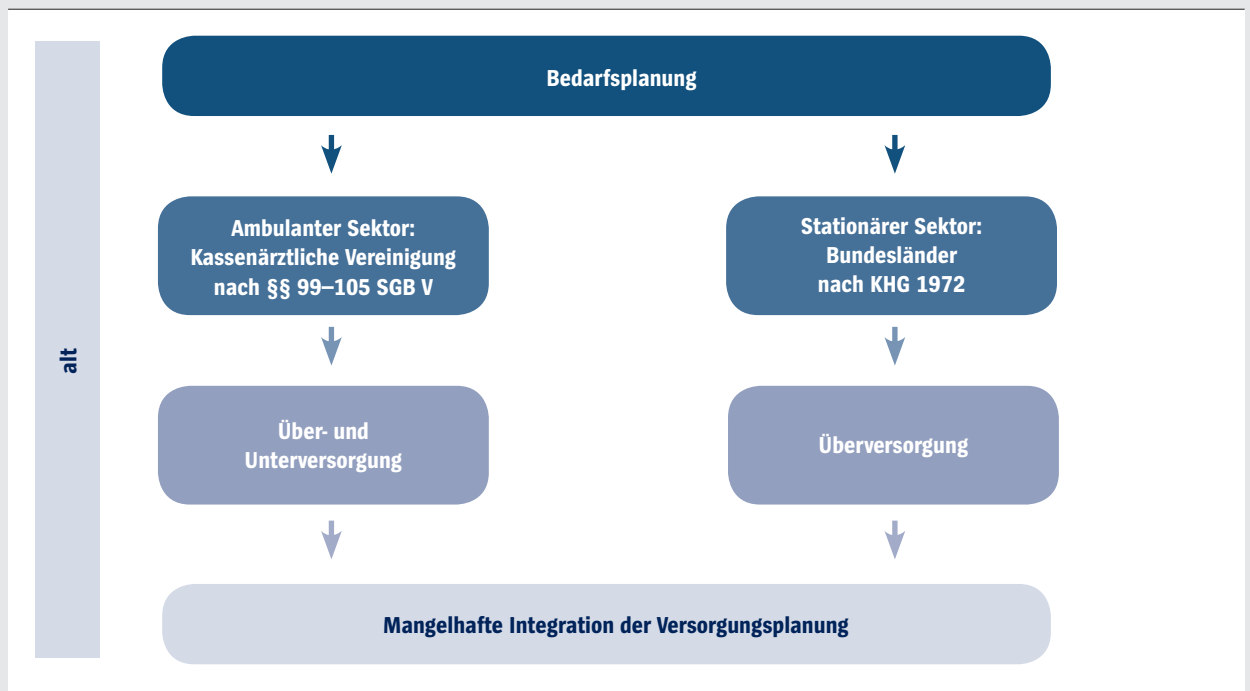 alt
Bedarfsplanung
Ambulanter Sektor:
Kassenärztliche Vereinigung
nach §§ 99–105 SGB V
Stationärer Sektor:
Bundesländer
nach KHG 1972
Über- und
Unterversorgung
Überversorgung
Mangelhafte Integration der Versorgungsplanung